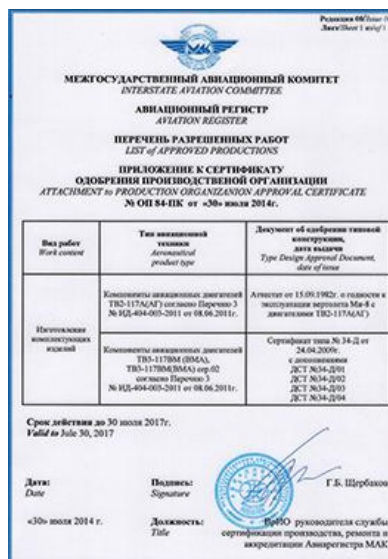 Редакция 08/Issue 0
Лист/Sheet 1 из/of 1
МАК
МЕЖГОСУДАРСТВЕННЫЙ АВИАЦИОННЫЙ КОМИТЕТ
INTERSTATE AVIATION COMMITTEE
АВИАЦИОННЫЙ РЕГИСТР
AVIATION REGISTER
ПЕРЕЧЕНЬ РАЗРЕШЕННЫХ РАБОТ
LIST of APPROVED PRODUCTIONS
ПРИЛОЖЕНИЕ К СЕРТИФИКАТУ
ОДОБРЕНИЯ ПРОИЗВОДСТВЕННОЙ ОРГАНИЗАЦИИ
ATTACHMENT to PRODUCTION ORGANIZANION APPROVAL CERTIFICATE
№ ОП 84-ПК от «30» июля 2014г.
Вид работ
Work content
Тип авиационной
техники
Aeronautical
product type
Документ об одобрении типовой
конструкции,
дата выдачи
Type Design Approval Document,
date of issue
Изготовление
комплектующих
изделий
Компоненты авиационных двигателей
ТВ2-117А(АГ) согласно Перечню 3
№ ИД-404-003-2011 от 08.06.2011г.
Аттестат от 15.09.1982г. о годности к
эксплуатации вертолета Ми-8 с
двигателями ТВ2-117А(АГ)
Компоненты авиационных двигателей
ТВ3-117ВМ (ВМА),
ТВ3-117ВМ(ВМА) сер.02
согласно Перечню 3
№ ИД-404-003-2011 от 08.06.2011г.
Сертификат типа № 34-Д от
24.04.2009г.
с дополнениями
ДСТ №34-Д/01
ДСТ №34-Д/02
ДСТ №34-Д/03
ДСТ №34-Д/04
Срок действия до 30 июля 2017г.
Valid to Jule 30, 2017
Дата:
Date
Подпись:
Signature
Г.Б. Щербаков
«30» июля 2014 г.
Должность:
Title
ВрИО руководителя службы
сертификации производства, ремонта и
аккредитации Авиарегистра МАК